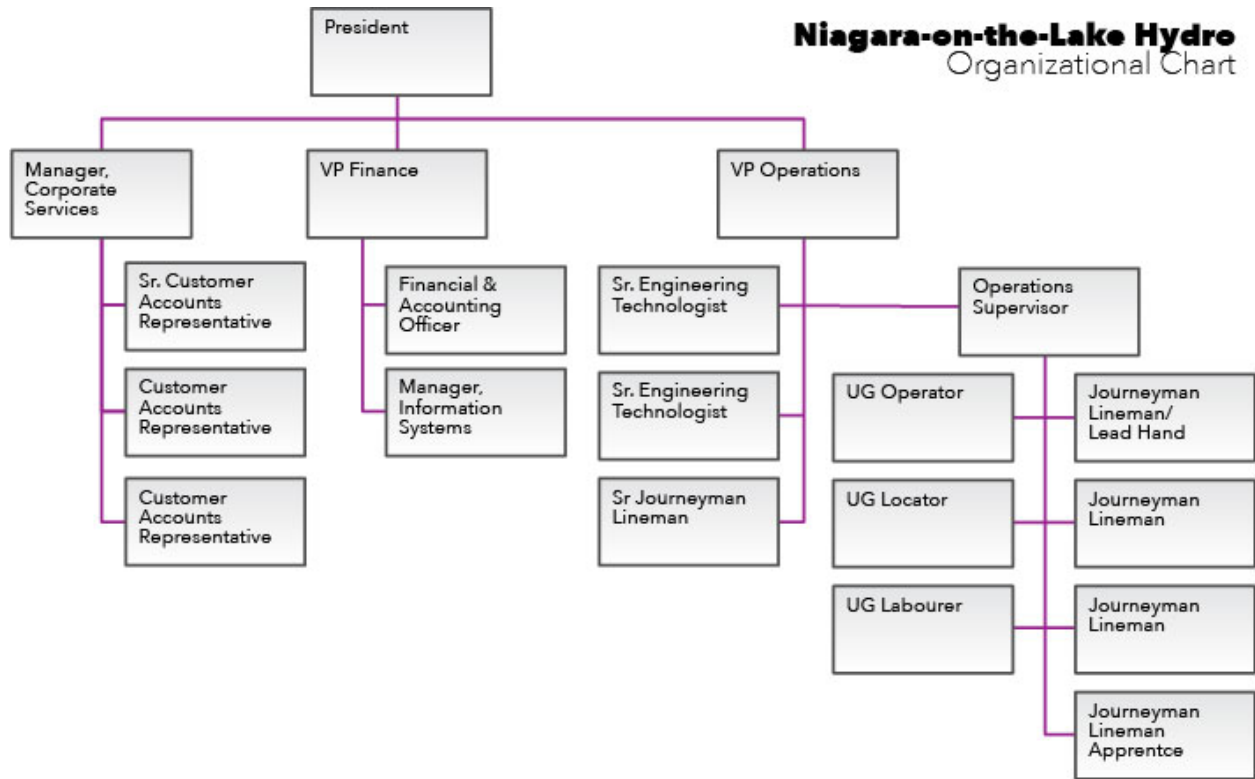 President
Niagara-on-the-Lake Hydro
Organizational Chart
Manager,
Corporate
Services
VP Finance
VP Operations
Sr. Customer
Accounts
Representative
Customer
Accounts
Representative
Customer
Accounts
Representative
Financial &
Accounting
Officer
Manager,
Information
Systems
Sr. Engineering
Technologist
Sr. Engineering
Technologist
Sr Journeyman
Lineman
Operations
Supervisor
UG Operator
UG Locator
UG Labourer
Journeyman
Lineman/
Lead Hand
Journeyman
Lineman
Journeyman
Lineman
Journeyman
Lineman
Apprentce